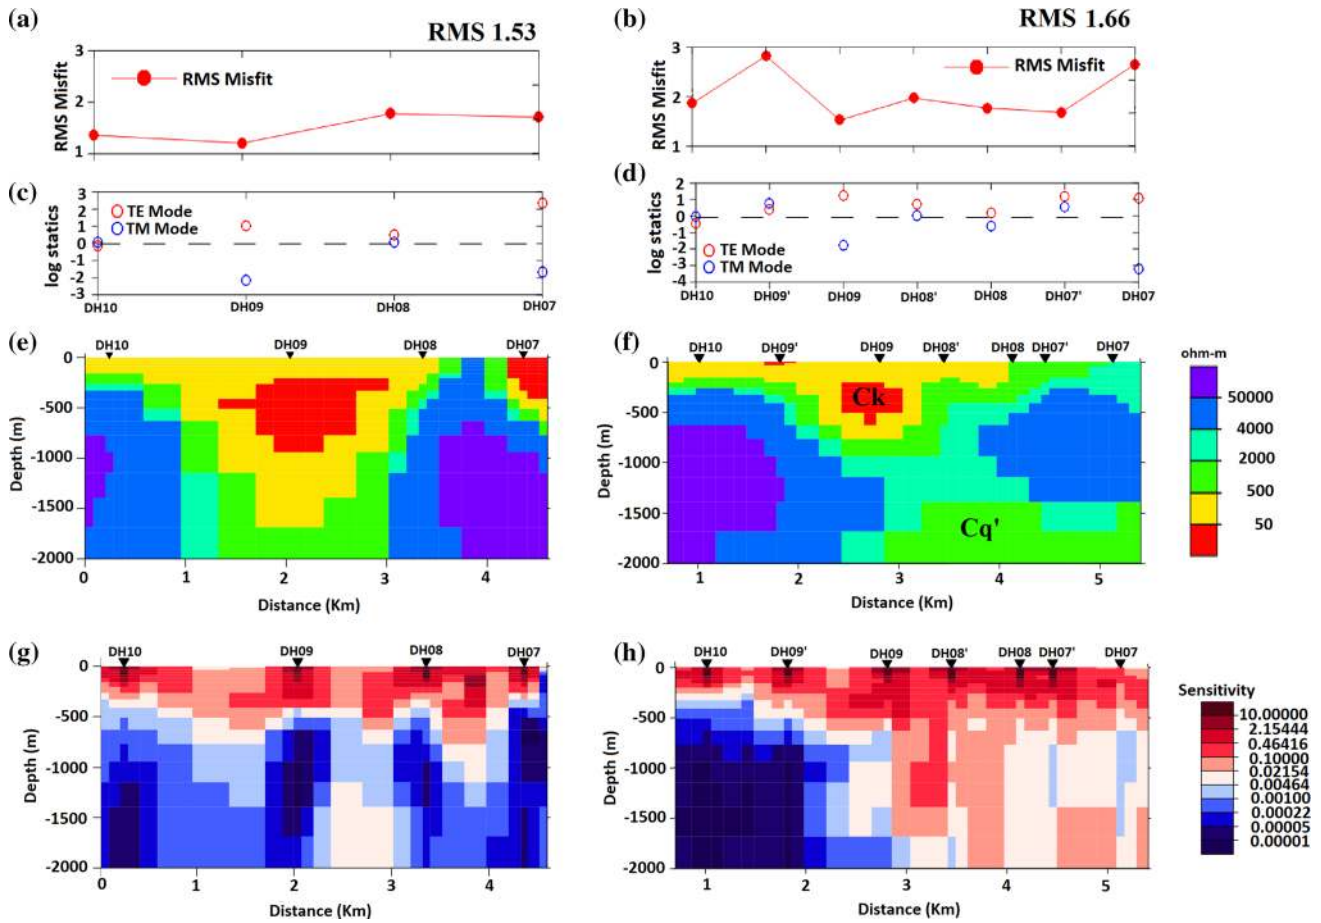 (a)
RMS 1.53
3
2
1
RMS Misfit
RMS Misfit
(b)
RMS 1.66
3
2
1
RMS Misfit
RMS Misfit
(c)
3
2
1
0
-1
-2
-3
log statics
TE Mode
TM Mode
DH10 DH09 DH08 DH07
(d)
2
1
0
-1
-2
-3
-4
log statics
TE Mode
TM Mode
DH10 DH09' DH09 DH08' DH08 DH07' DH07
(e)
DH10 DH09 DH08 DH07
0
-500
-1000
-1500
-2000
Depth (m)
0 1 2 3 4
Distance (Km)
(f)
DH10 DH09' DH09 DH08' DH08 DH07' DH07
0
-500
-1000
-1500
-2000
Depth (m)
Ck
Cq'
1 2 3 4 5
Distance (Km)
ohm-m
50000
4000
2000
500
50
(g)
DH10 DH09 DH08 DH07
0
-500
-1000
-1500
-2000
Depth (m)
0 1 2 3 4
Distance (Km)
(h)
DH10 DH09' DH09 DH08' DH08 DH07' DH07
0
-500
-1000
-1500
-2000
Depth (m)
1 2 3 4 5
Distance (Km)
Sensitivity
10.00000
2.15444
0.46416
0.10000
0.02154
0.00464
0.00100
0.00022
0.00005
0.00001